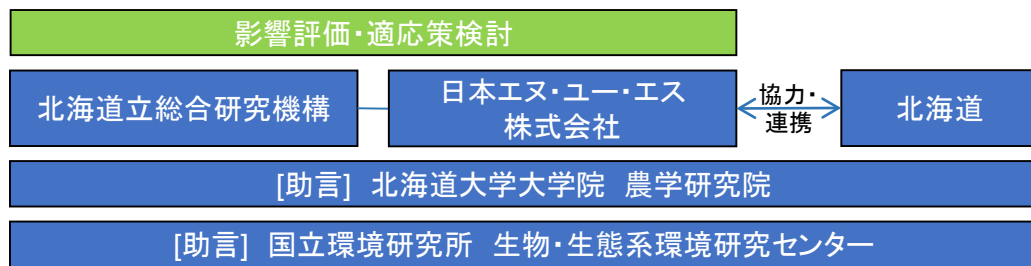 影響評価・適応策検討
北海道立総合研究機構
日本エヌ・ユー・エス
株式会社
協力・
連携
北海道
[助言] 北海道大学大学院 農学研究院
[助言] 国立環境研究所 生物・生態系環境研究センター